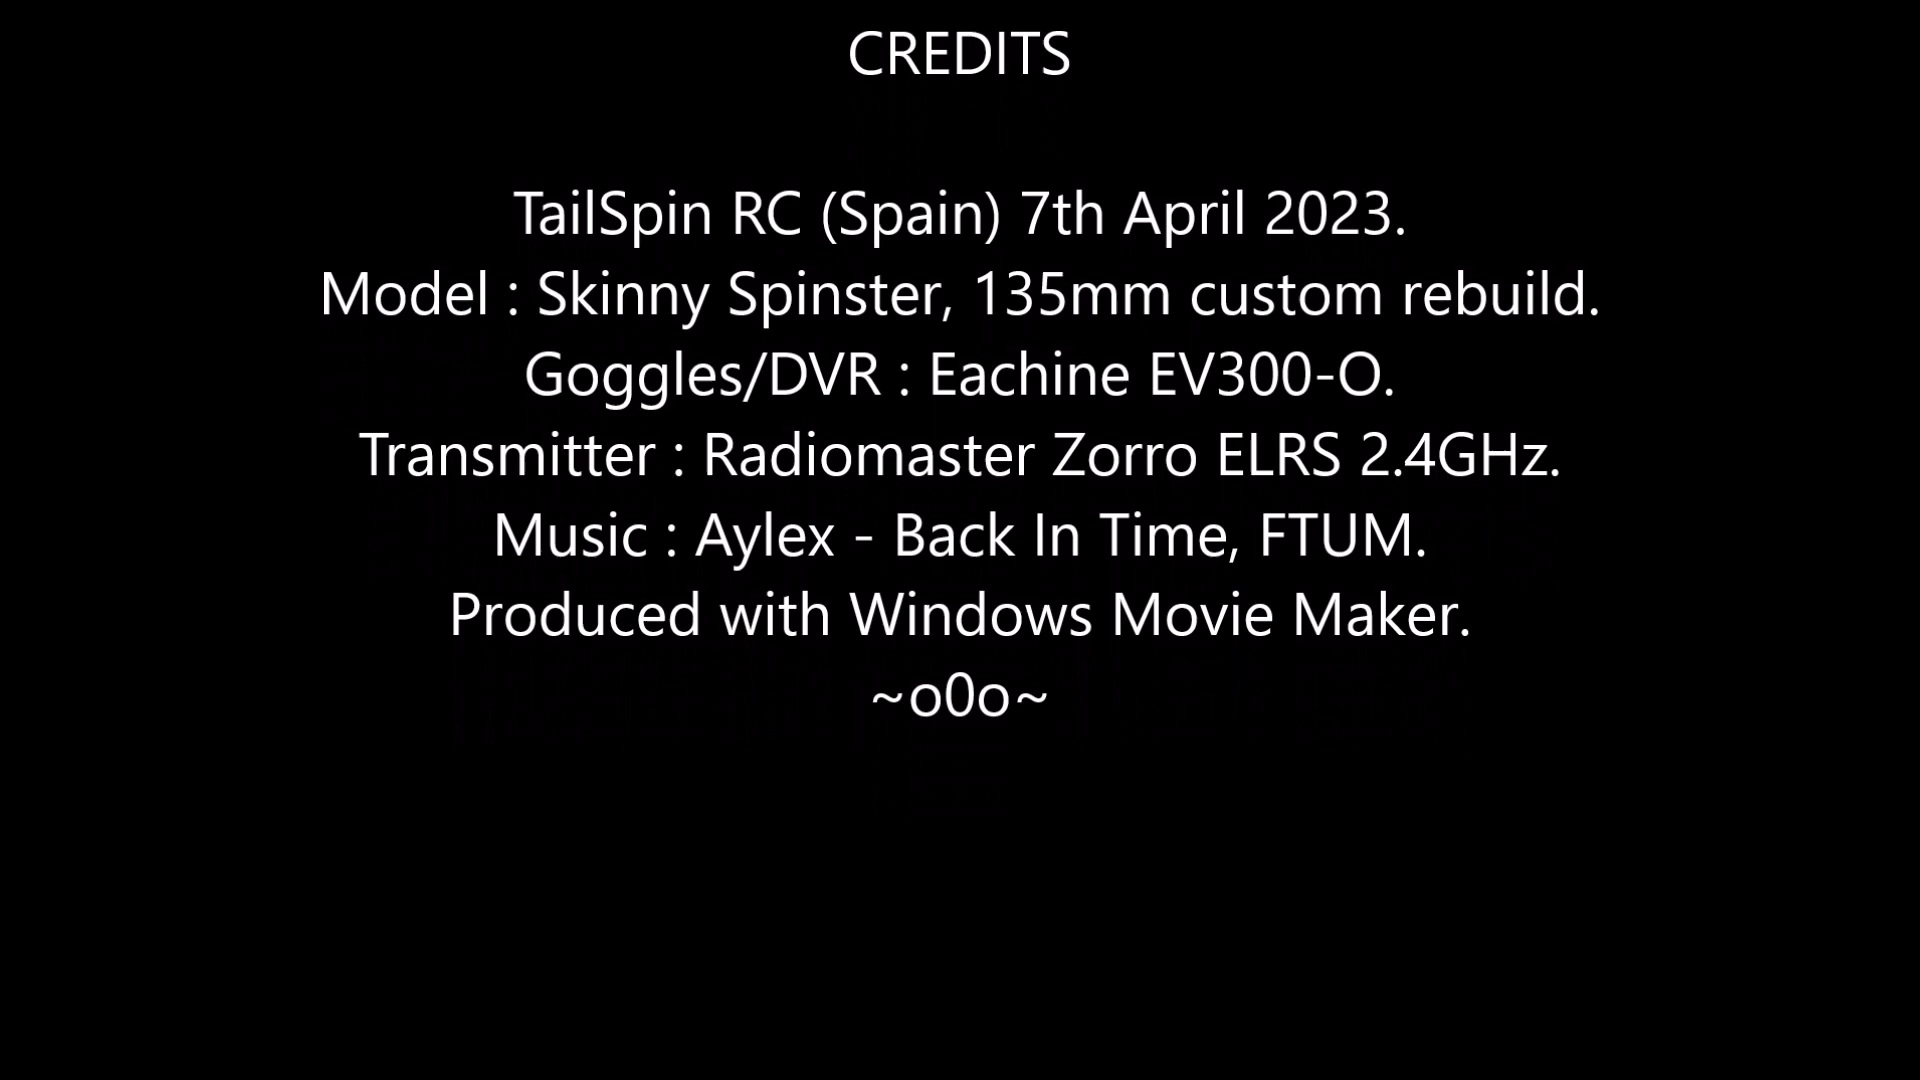 CREDITS
TailSpin RC (Spain) 7th April 2023.
Model : Skinny Spinster, 135mm custom rebuild.
Goggles/DVR : Eachine EV300-O.
Transmitter : Radiomaster Zorro ELRS 2.4GHz.
Music : Aylex - Back In Time, FTUM.
Produced with Windows Movie Maker.
~o0o~